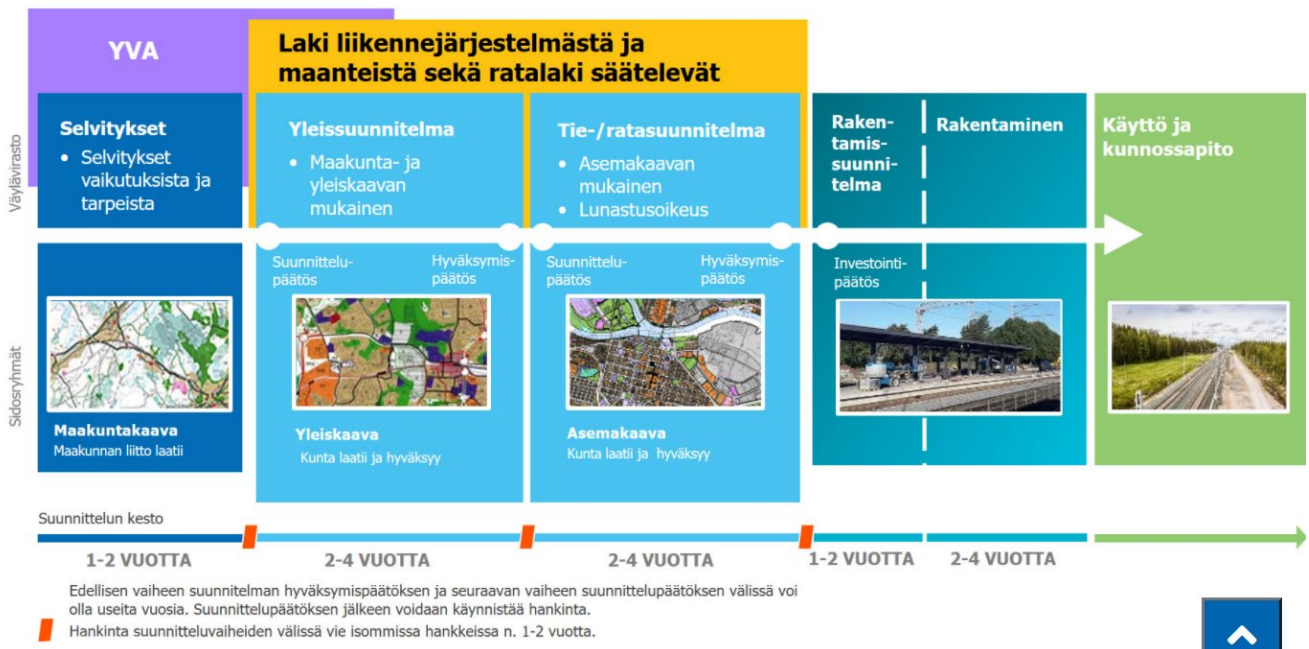 YVA
Laki liikennejärjestelmästä ja
maanteistä sekä ratalaki säätelevät
Väylävirasto
Selvitykset
• Selvitykset
vaikutuksista ja
tarpeista
Yleissuunnitelma
• Maakunta- ja
yleiskaavan
mukainen
Tie-/ratasuunnitelma
• Asemakaavan
mukainen
• Lunastusoikeus
Raken-
tamis-
suunni-
telma
Rakentaminen
Käyttö ja
kunnossapito
Sidosryhmät
Suunnittelu-
päätös
Hyväksymis-
päätös
Suunnittelu-
päätös
Hyväksymis-
päätös
Investointi-
päätös
Maakuntakaava
Maakunnan liitto laatii
Yleiskaava
Kunta laatii ja hyväksyy
Asemakaava
Kunta laatii ja hyväksyy
Suunnittelun kesto
1-2 VUOTTA
2-4 VUOTTA
2-4 VUOTTA
1-2 VUOTTA
2-4 VUOTTA
Edellisen vaiheen suunnitelman hyväksymispäätöksen ja seuraavan vaiheen suunnittelupäätöksen välissä voi
olla useita vuosia. Suunnittelupäätöksen jälkeen voidaan käynnistää hankinta.
Hankinta suunnitteluvaiheiden välissä vie isommissa hankkeissa n. 1-2 vuotta.